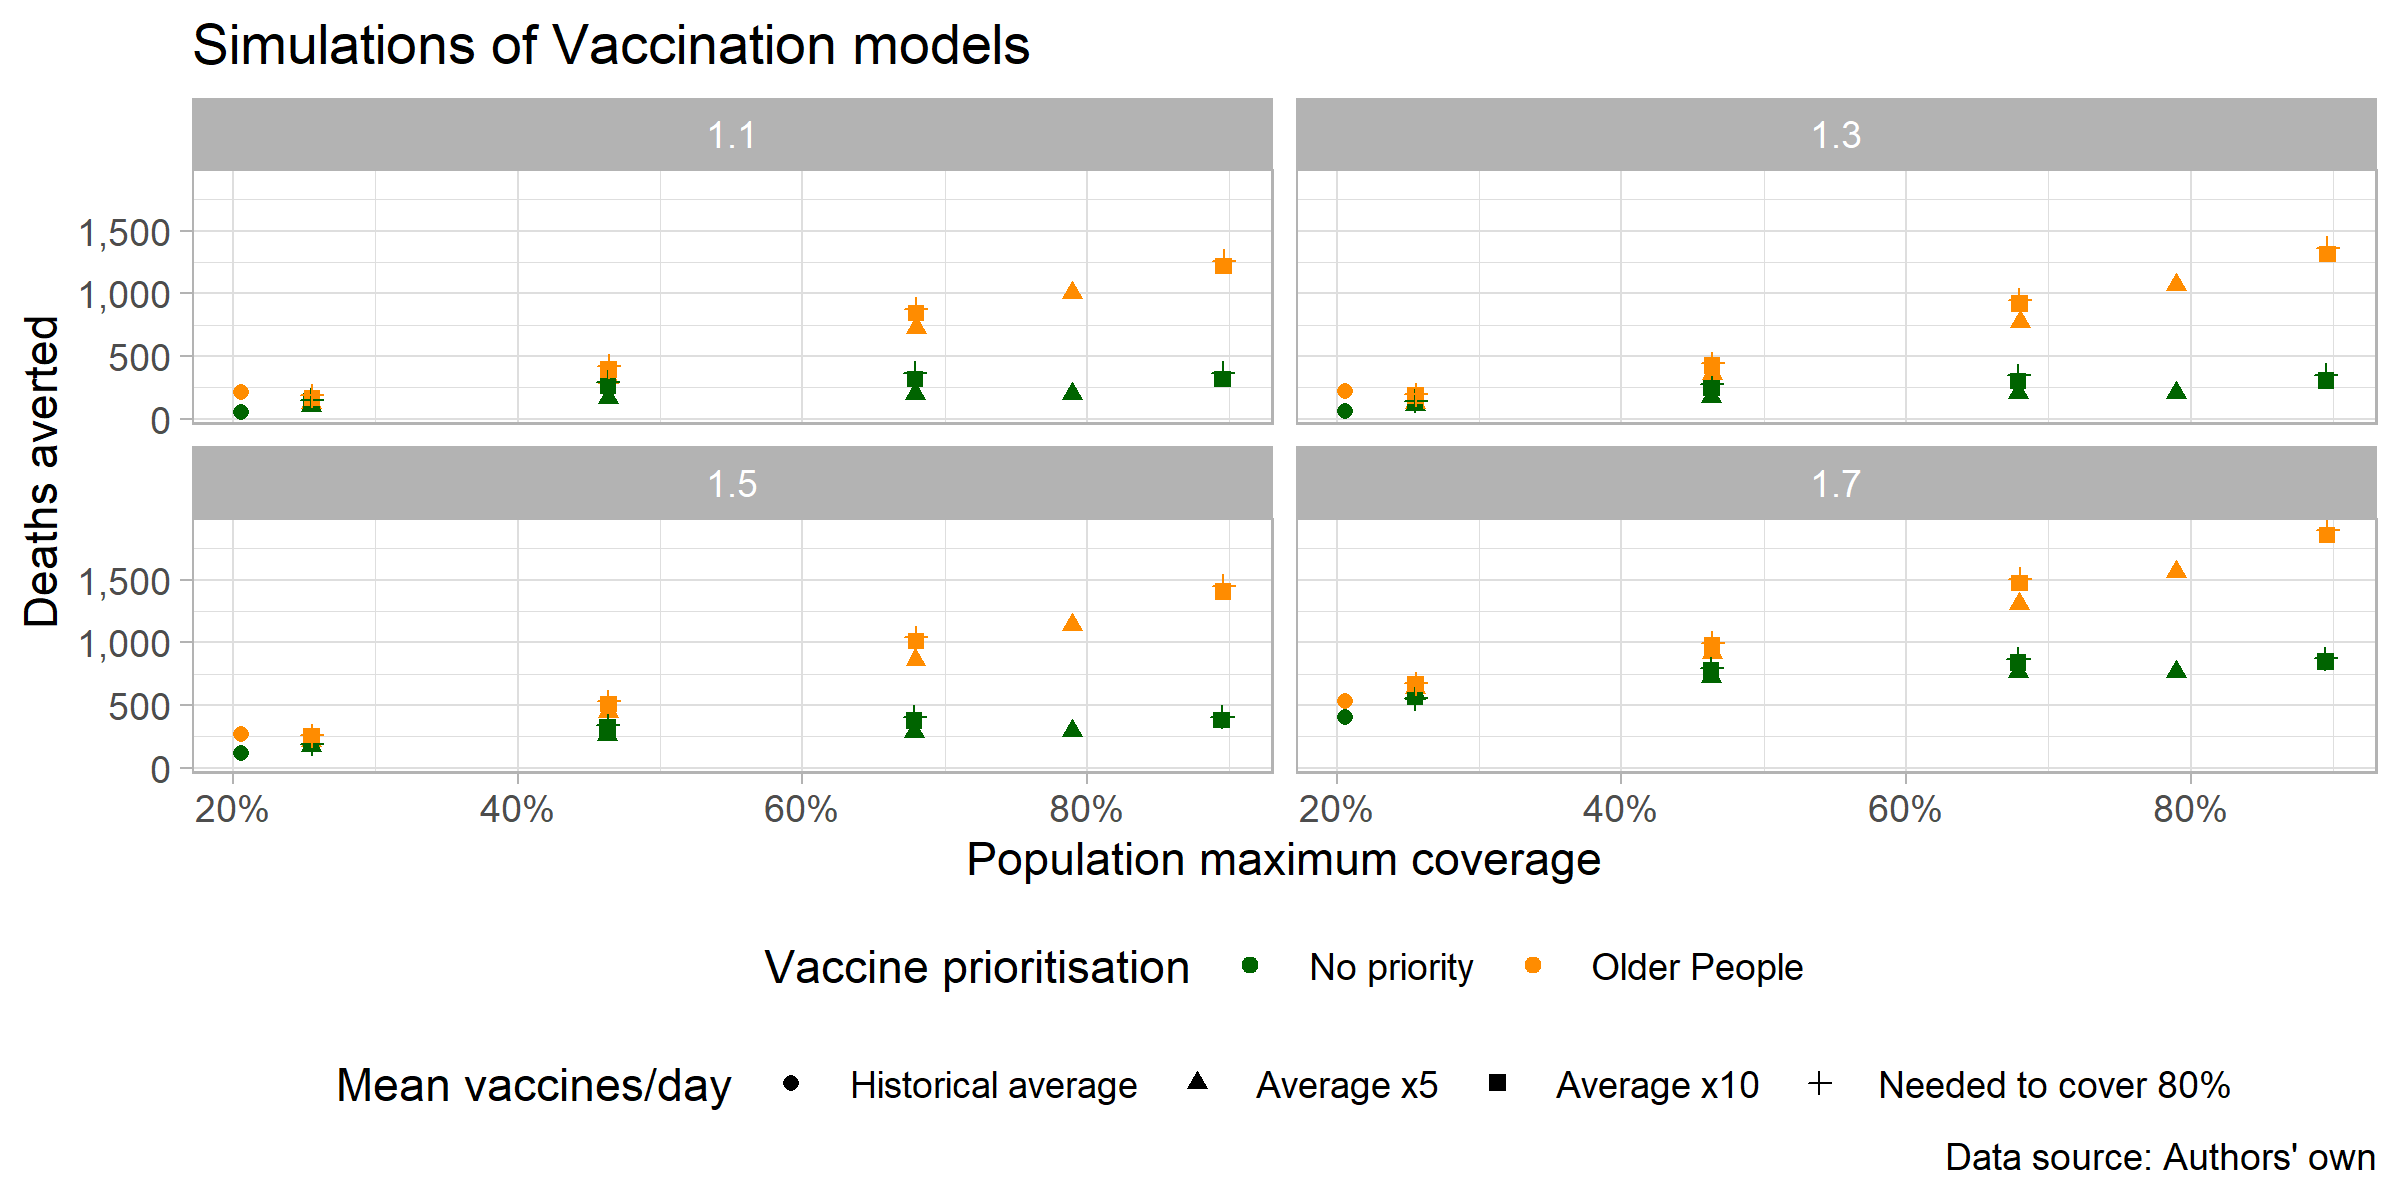 Simulations of Vaccination models
1.1
1.3
1,500
1,000
500
0
1.5
1.7
1,500
1,000
500
0
Deaths averted
20% 40% 60% 80%
20% 40% 60% 80%
Population maximum coverage
Vaccine prioritisation No priority Older People
Mean vaccines/day Historical average Average x5 Average x10 Needed to cover 80%
Data source: Authors' own